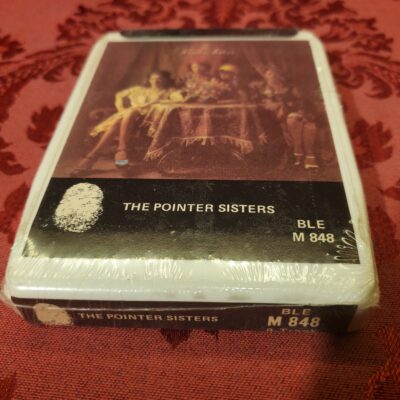 THE POINTER SISTERS
BLE
M 848
THE POINTER SISTERS
BLE
M 848